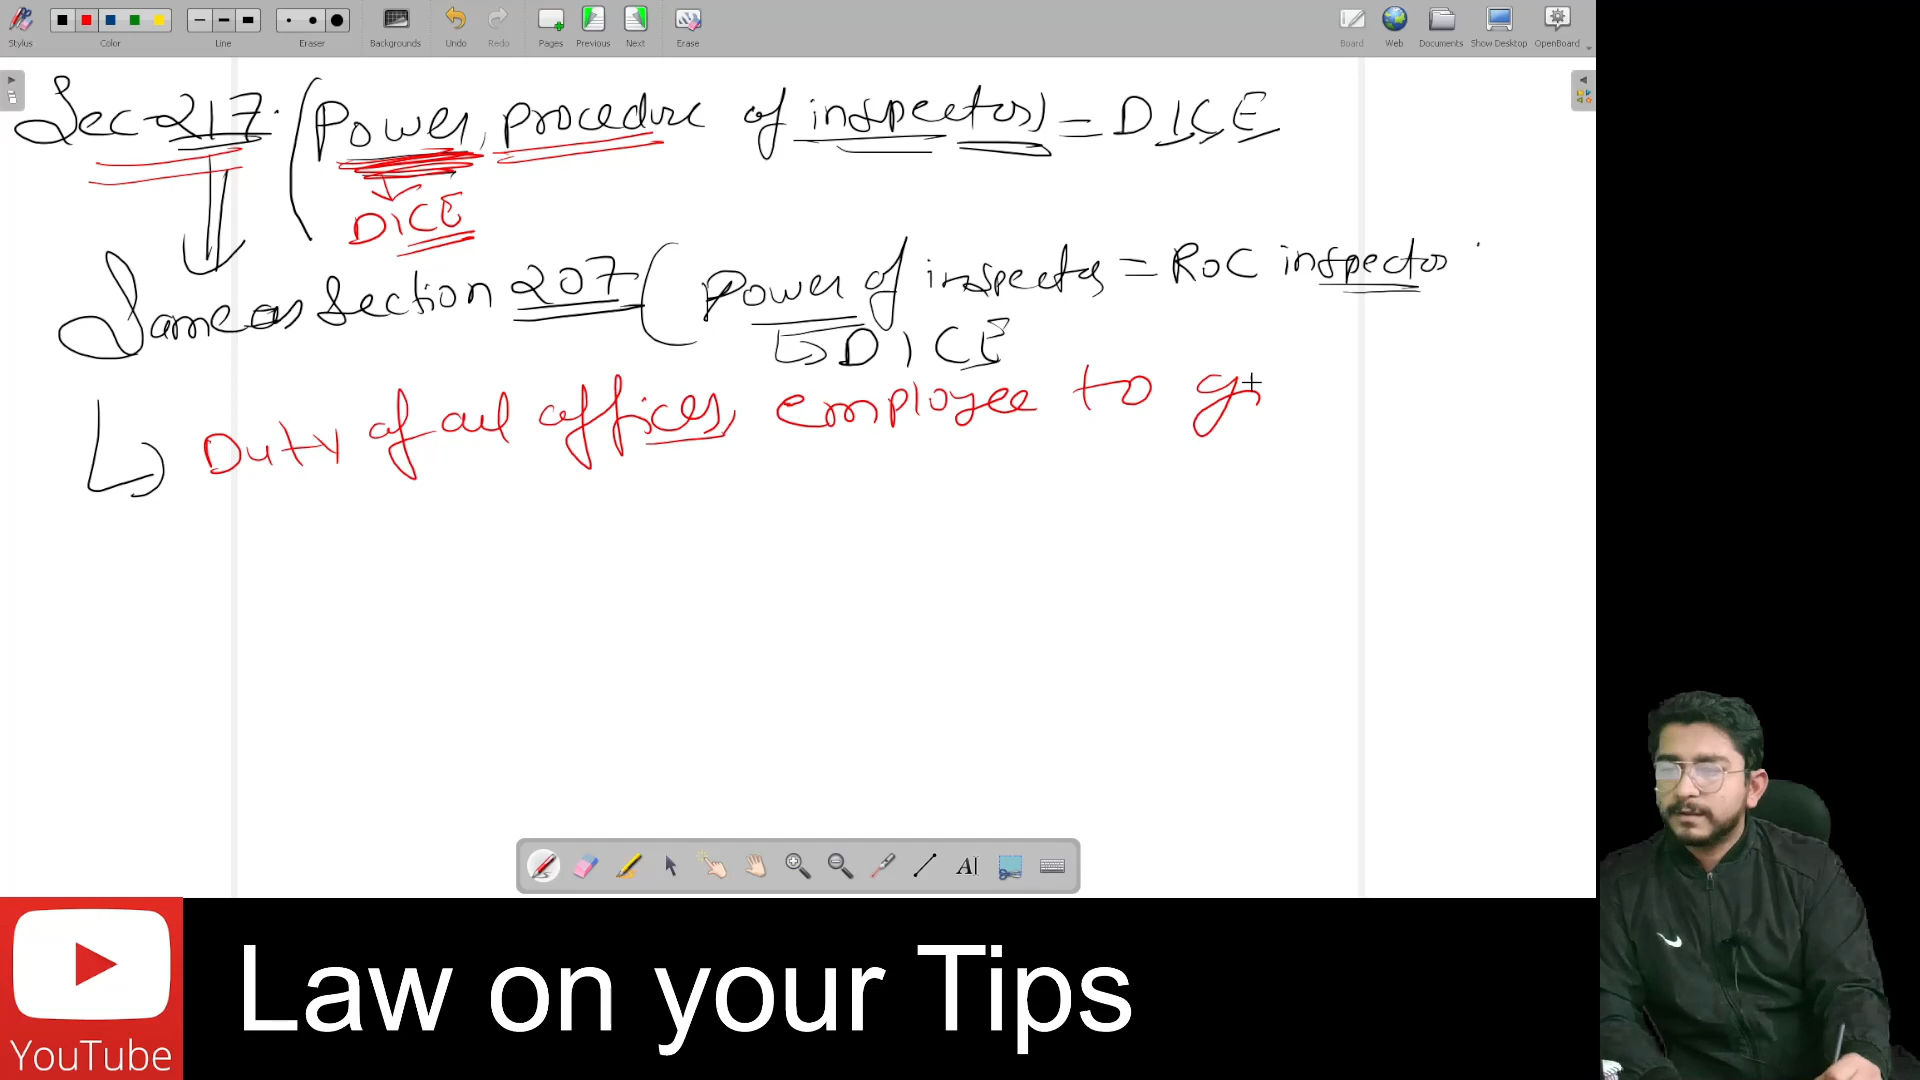 Stylus
Color
Line
Eraser
Backgrounds
Undo
Redo
Pages
Previous
Next
Erase
Board
Web
Documents
Show Desktop
OpenBoard
Sec-217. (Power, procedure of inspector) = DICE
DICE
Same as Section 207 (Power of inspector = RoC inspector
DICE
Duty of all officer, employee to gi
A
YouTube
Law on your Tips